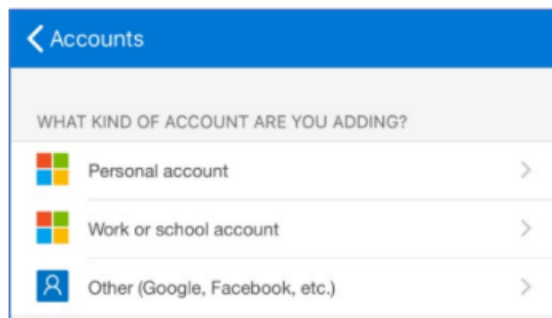 Accounts
WHAT KIND OF ACCOUNT ARE YOU ADDING?
Personal account
Work or school account
Other (Google, Facebook, etc.)